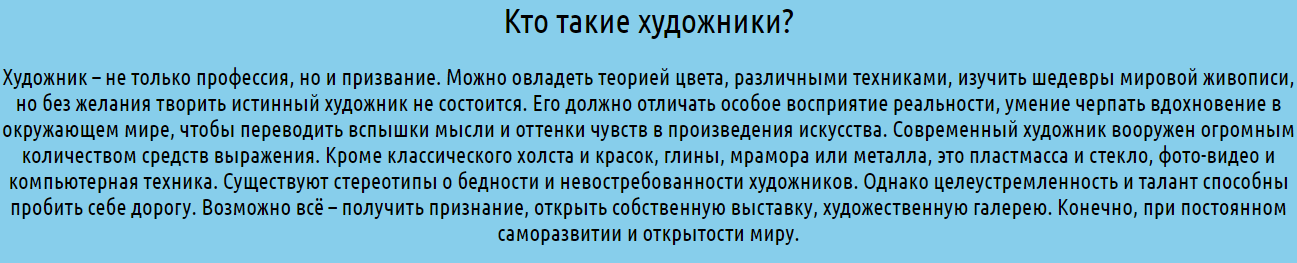 Кто такие художники?
Художник – не только профессия, но и призвание. Можно овладеть теорией цвета, различными техниками, изучить шедевры мировой живописи,
но без желания творить истинный художник не состоится. Его должно отличать особое восприятие реальности, умение черпать вдохновение в
окружающем мире, чтобы переводить вспышки мысли и оттенки чувств в произведения искусства. Современный художник вооружен огромным
количеством средств выражения. Кроме классического холста и красок, глины, мрамора или металла, это пластмасса и стекло, фото-видео и
компьютерная техника. Существуют стереотипы о бедности и невостребованности художников. Однако целеустремленность и талант способны
пробить себе дорогу. Возможно всё – получить признание, открыть собственную выставку, художественную галерею. Конечно, при постоянном
саморазвитии и открытости миру.